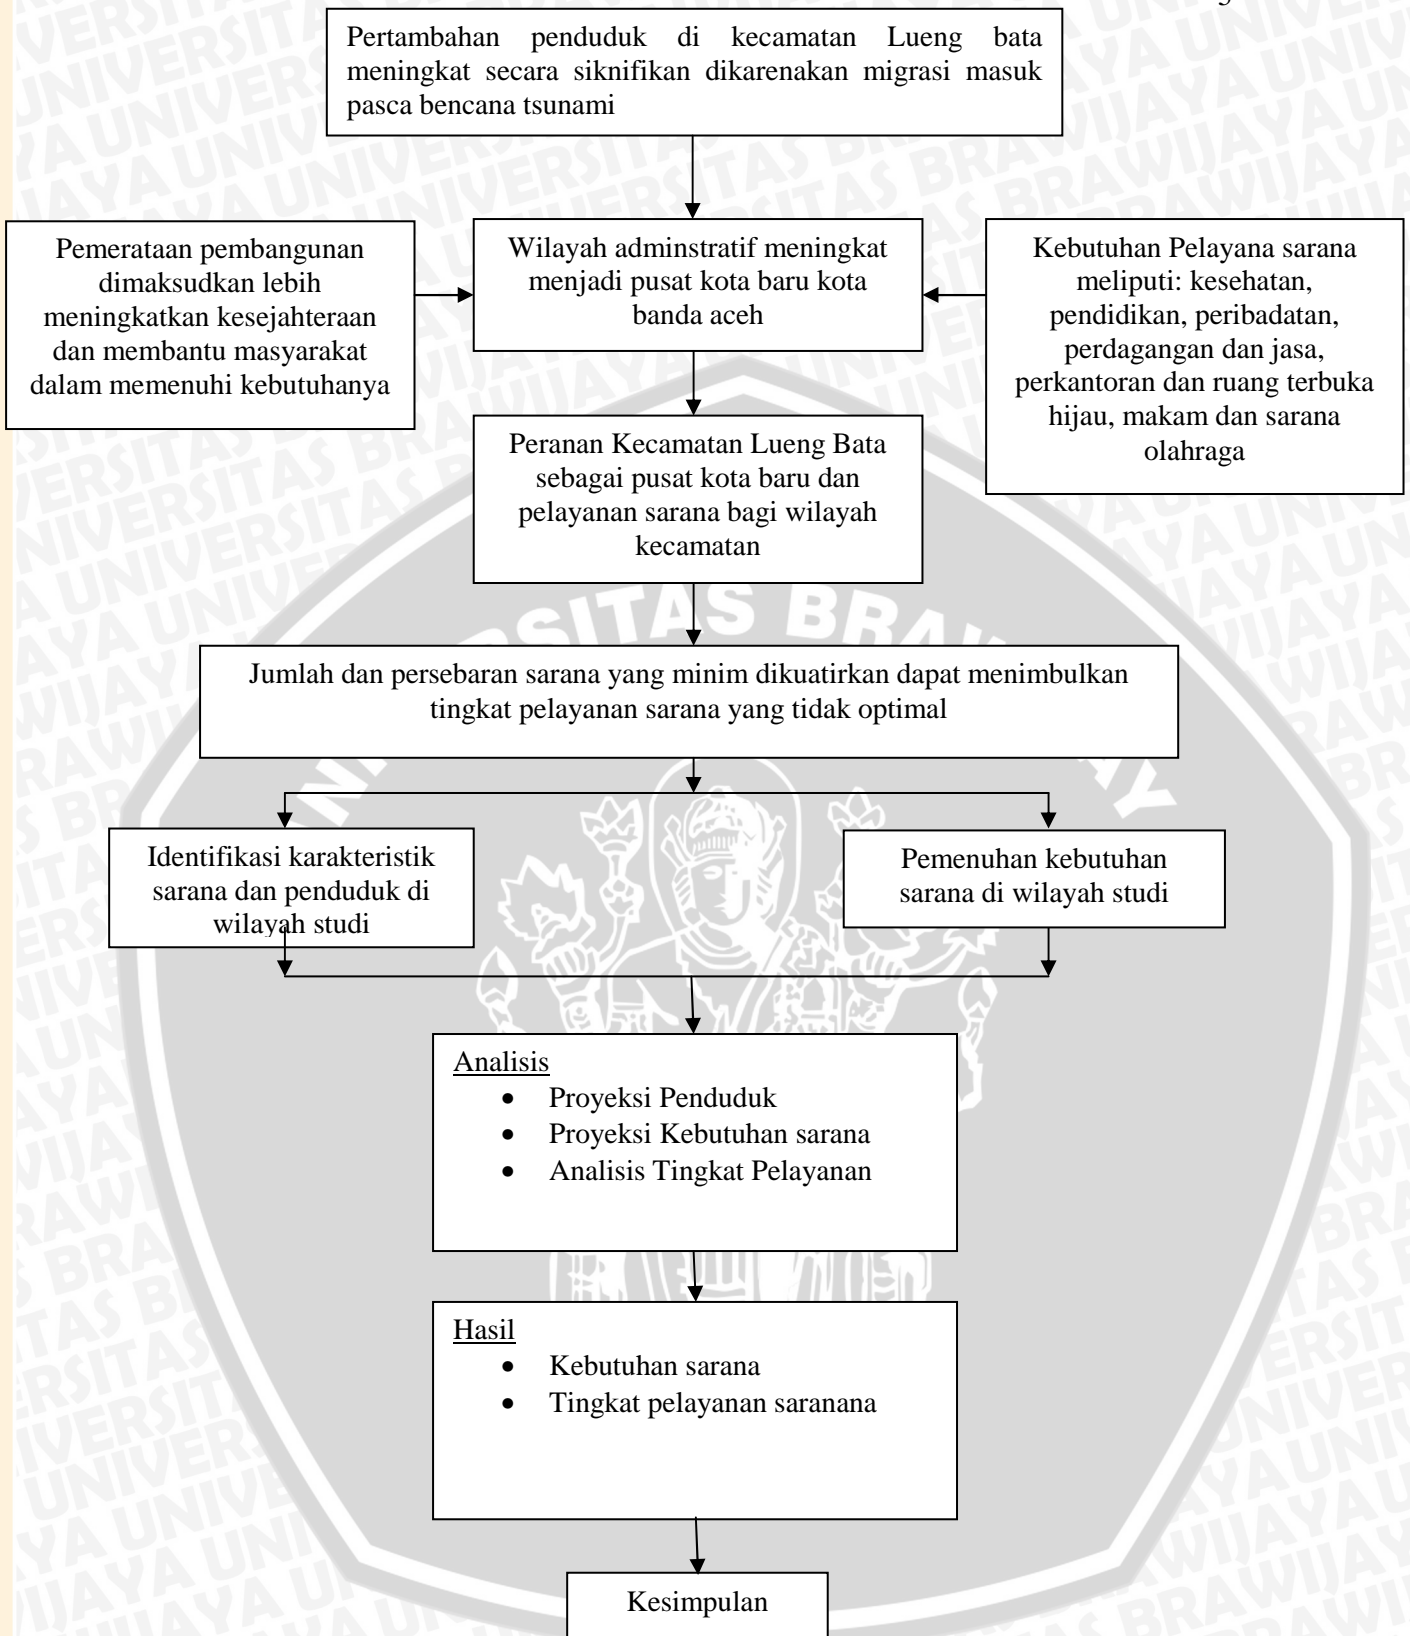 Pertambahan penduduk di kecamatan Lueng bata
meningkat secara siknifikan dikarenakan migrasi masuk
pasca bencana tsunami
Pemerataan pembangunan
dimaksudkan lebih
meningkatkan kesejahteraan
dan membantu masyarakat
dalam memenuhi kebutuhanya
Wilayah adminstratif meningkat
menjadi pusat kota baru kota
banda aceh
Kebutuhan Pelayana sarana
meliputi: kesehatan,
pendidikan, peribadatan,
perdagangan dan jasa,
perkantoran dan ruang terbuka
hijau, makam dan sarana
olahraga
Peranan Kecamatan Lueng Bata
sebagai pusat kota baru dan
pelayanan sarana bagi wilayah
kecamatan
Jumlah dan persebaran sarana yang minim dikuatirkan dapat menimbulkan
tingkat pelayanan sarana yang tidak optimal
Identifikasi karakteristik
sarana dan penduduk di
wilayah studi
Pemenuhan kebutuhan
sarana di wilayah studi
Analisis
• Proyeksi Penduduk
• Proyeksi Kebutuhan sarana
• Analisis Tingkat Pelayanan
Hasil
• Kebutuhan sarana
• Tingkat pelayanan saranana
Kesimpulan